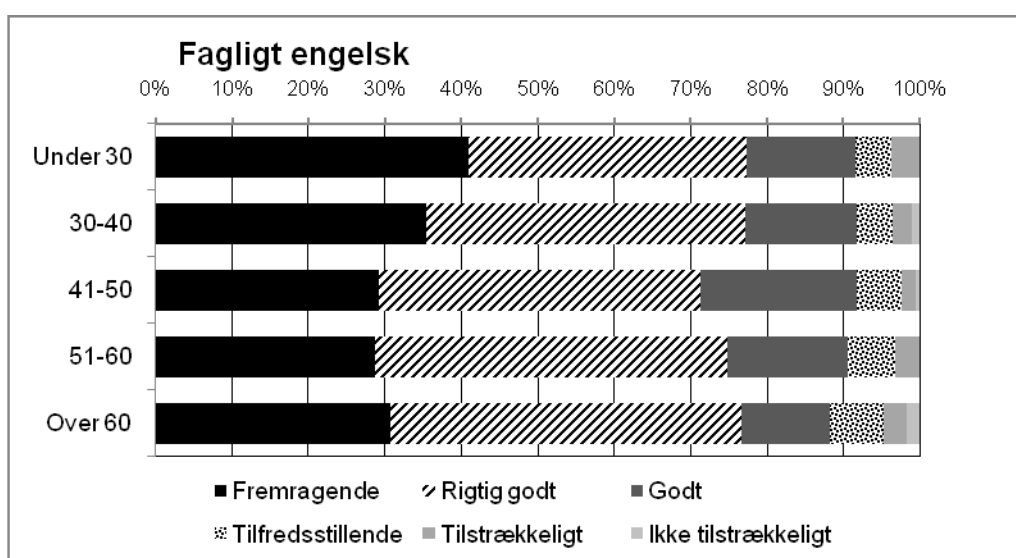 Fagligt engelsk
0% 10% 20% 30% 40% 50% 60% 70% 80% 90% 100%
Under 30
30-40
41-50
51-60
Over 60
Fremragende Rigtig godt Godt
Tilfredsstillende Tilstrækkeligt Ikke tilstrækkeligt